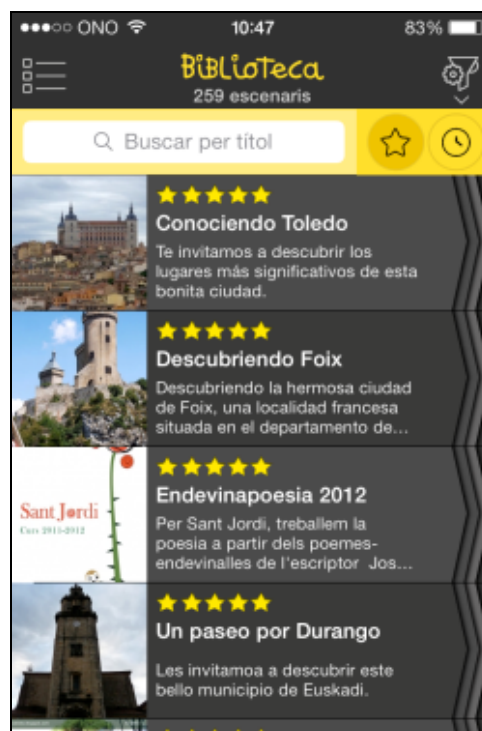 ONO 10:47 83%
BiBLioTeca
259 escenaris
Buscar per títol
Conociendo Toledo
Te invitamos a descubrir los
lugares más significativos de esta
bonita ciudad.
Descubriendo Foix
Descubriendo la hermosa ciudad
de Foix, una localidad francesa
situada en el departamento de...
Sant Jordi
Curs 2011-2012
Endevinapoesia 2012
Per Sant Jordi, treballem la
poesia a partir dels poemes-
endevinalles de l'escriptor Jos...
Un paseo por Durango
Les invitamoa a descubrir este
bello municipio de Euskadi.